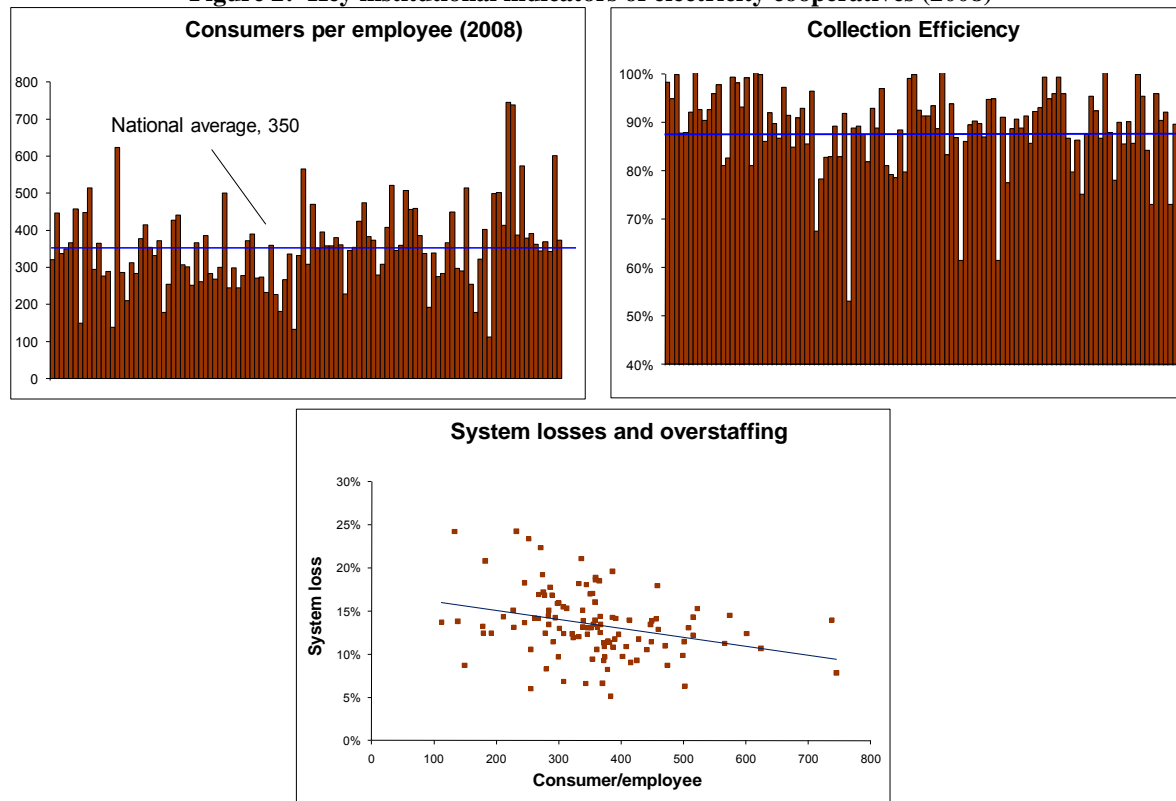 Figure 2: Key institutional indicators of electricity cooperatives (2008)
Consumers per employee (2008)
800
700
600
500
400
300
200
100
0
National average, 350
Collection Efficiency
100%
90%
80%
70%
60%
50%
40%
System losses and overstaffing
30%
25%
20%
15%
10%
5%
0%
System loss
0 100 200 300 400 500 600 700 800
Consumer/employee